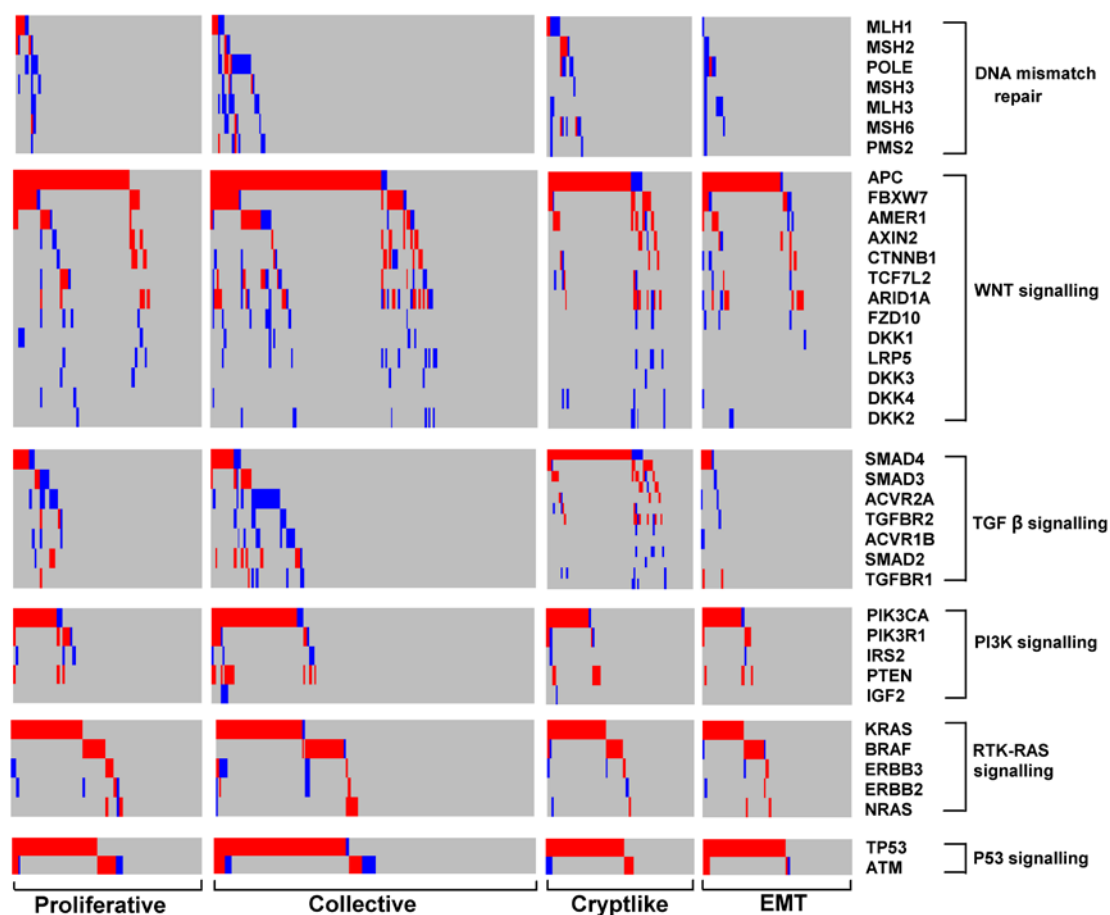 MLH1
MSH2
POLE
MSH3
MLH3
MSH6
PMS2
DNA mismatch
repair
APC
FBXW7
AMER1
AXIN2
CTNNB1
TCF7L2
ARID1A
FZD10
DKK1
LRP5
DKK3
DKK4
DKK2
WNT signalling
SMAD4
SMAD3
ACVR2A
TGFBR2
ACVR1B
SMAD2
TGFBR1
TGF β signalling
PIK3CA
PIK3R1
IRS2
PTEN
IGF2
PI3K signalling
KRAS
BRAF
ERBB3
ERBB2
NRAS
RTK-RAS
signalling
TP53
ATM
P53 signalling
Proliferative
Collective
Cryptlike
EMT